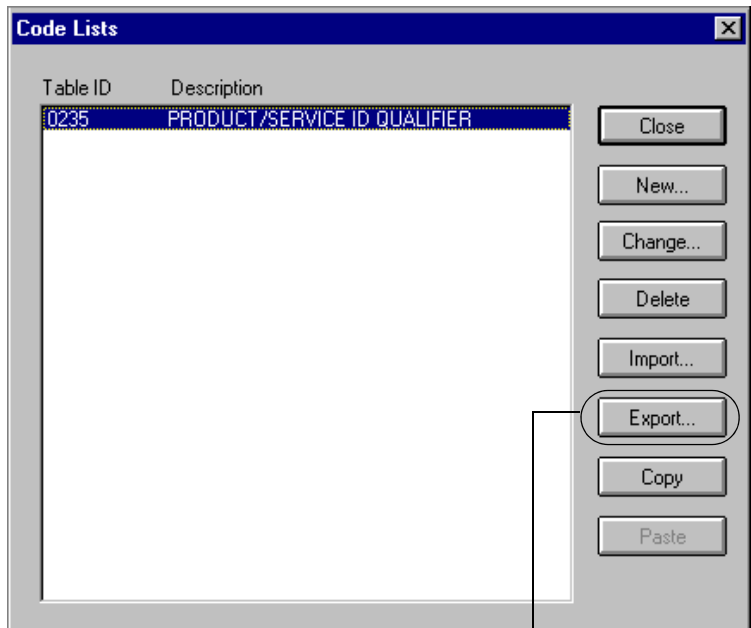 Code Lists
Table ID Description
0235 PRODUCT/SERVICE ID QUALIFIER
Close
New...
Change...
Delete
Import...
Export...
Copy
Paste